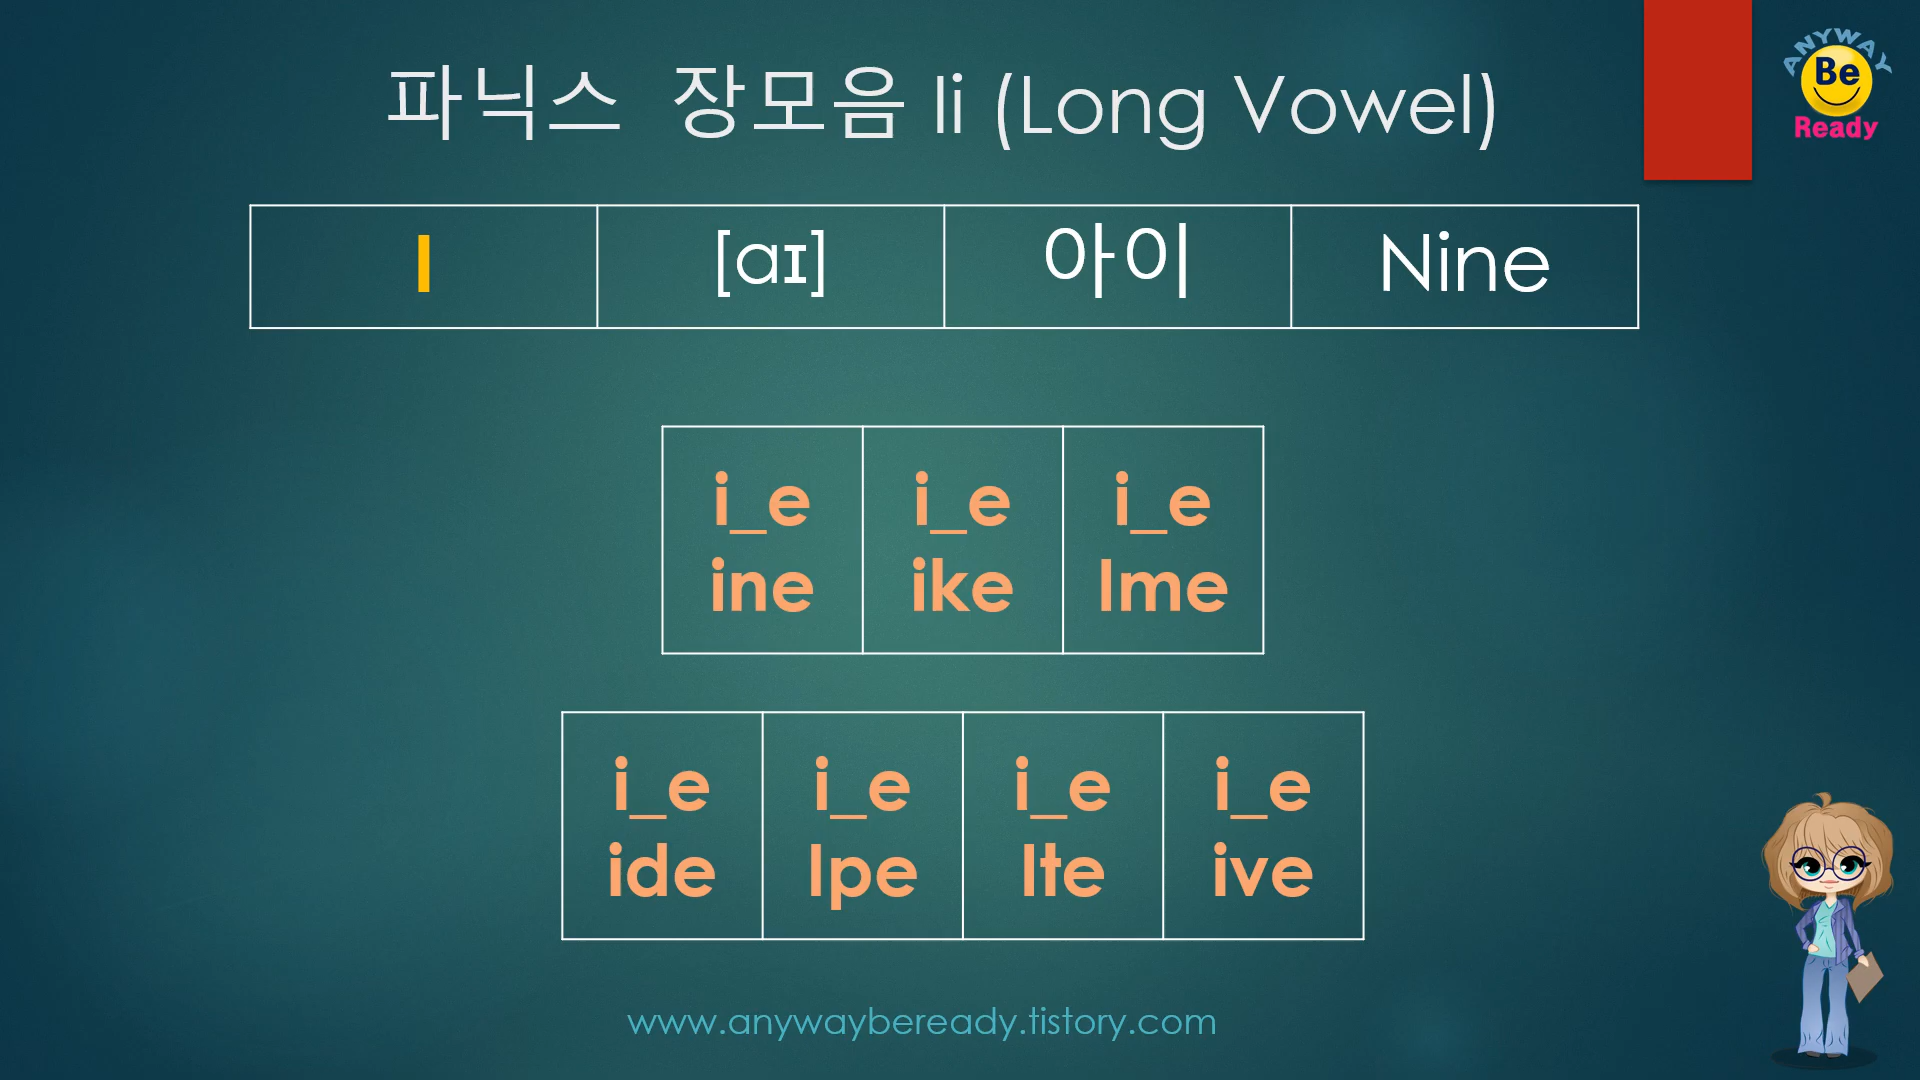 파닉스 장모음 Ii (Long Vowel)
ANYWAY
Be
Ready
I [aɪ] 아이 Nine
i_e i_e i_e
ine ike Ime
i_e i_e i_e i_e
ide Ipe Ite ive
www.anywaybeready.tistory.com